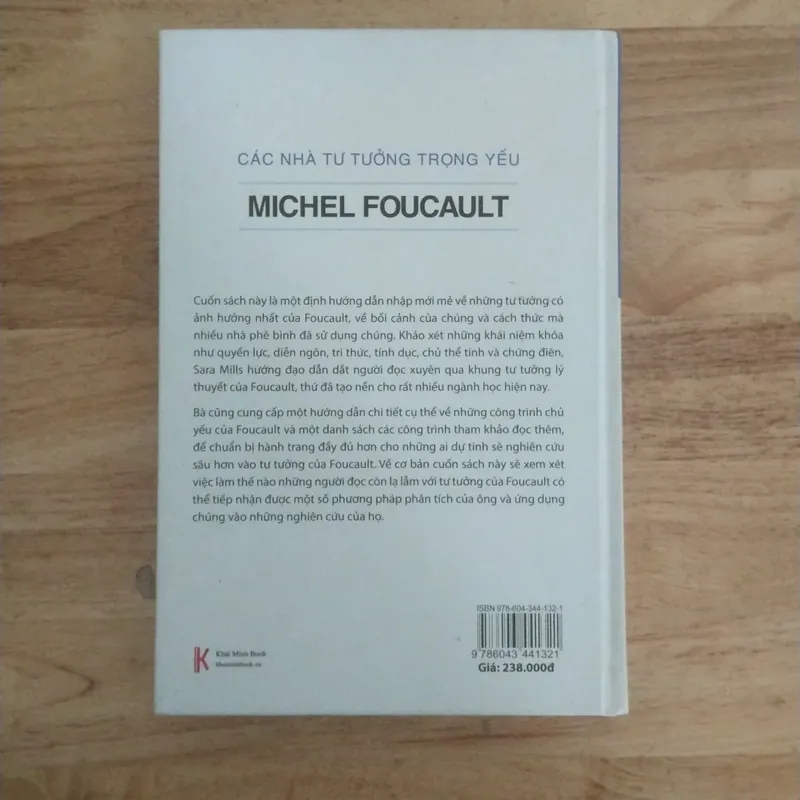 CÁC NHÀ TƯ TƯỞNG TRỌNG YẾU
MICHEL FOUCAULT
Cuốn sách này là một định hướng dẫn nhập mới mẻ về những tư tưởng có
ảnh hưởng nhất của Foucault, về bối cảnh của chúng và cách thức mà
nhiều nhà phê bình đã sử dụng chúng. Khảo xét những khái niệm khóa
như quyền lực, diễn ngôn, tri thức, tính dục, chủ thể tính và chứng điên,
Sara Mills hướng đạo dẫn dắt người đọc xuyên qua khung tư tưởng lý
thuyết của Foucault, thứ đã tạo nền cho rất nhiều ngành học hiện nay.
Bà cũng cung cấp một hướng dẫn chi tiết cụ thể về những công trình chủ
yếu của Foucault và một danh sách các công trình tham khảo đọc thêm,
để chuẩn bị hành trang đầy đủ hơn cho những ai dự tính sẽ nghiên cứu
sâu hơn vào tư tưởng của Foucault. Về cơ bản cuốn sách này sẽ xem xét
việc làm thế nào những người đọc còn lạ lẫm với tư tưởng của Foucault có
thể tiếp nhận được một số phương pháp phân tích của ông và ứng dụng
chúng vào những nghiên cứu của họ.
ISBN 978-604-344-132-1
9 786043 441321
Giá: 238.000đ
K
Khai Minh Book
khaiminhbook.vn